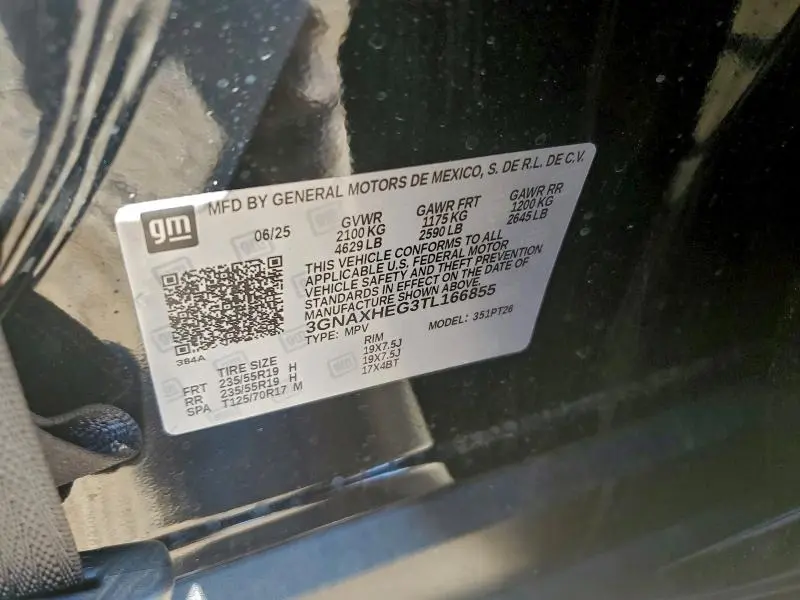 gm
MFD BY GENERAL MOTORS DE MEXICO, S. DE R.L. DE C.V.
06/25
GVWR
2100 KG
4629 LB
GAWR FRT
1175 KG
2590 LB
GAWR RR
1200 KG
2645 LB
THIS VEHICLE CONFORMS TO ALL
APPLICABLE U.S. FEDERAL MOTOR
VEHICLE SAFETY AND THEFT PREVENTION
STANDARDS IN EFFECT ON THE DATE OF
MANUFACTURE SHOWN ABOVE.
3GNAXHEG3TL166855
TYPE: MPV
MODEL: 351PT26
384A
TIRE SIZE
RIM
FRT 235/55R19 H 19X7.5J
RR 235/55R19 H 19X7.5J
SPA T125/70R17 M 17X4BT